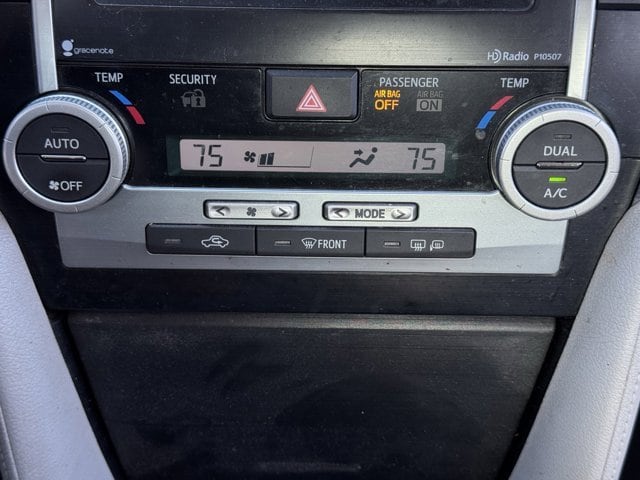 gracenote
HD Radio P10507
TEMP SECURITY PASSENGER TEMP
AIR BAG OFF AIR BAG ON
AUTO
OFF
75 75
DUAL
A/C
MODE
FRONT